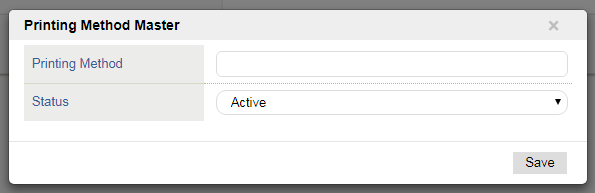 Printing Method Master ×
Printing Method
Status Active
Save